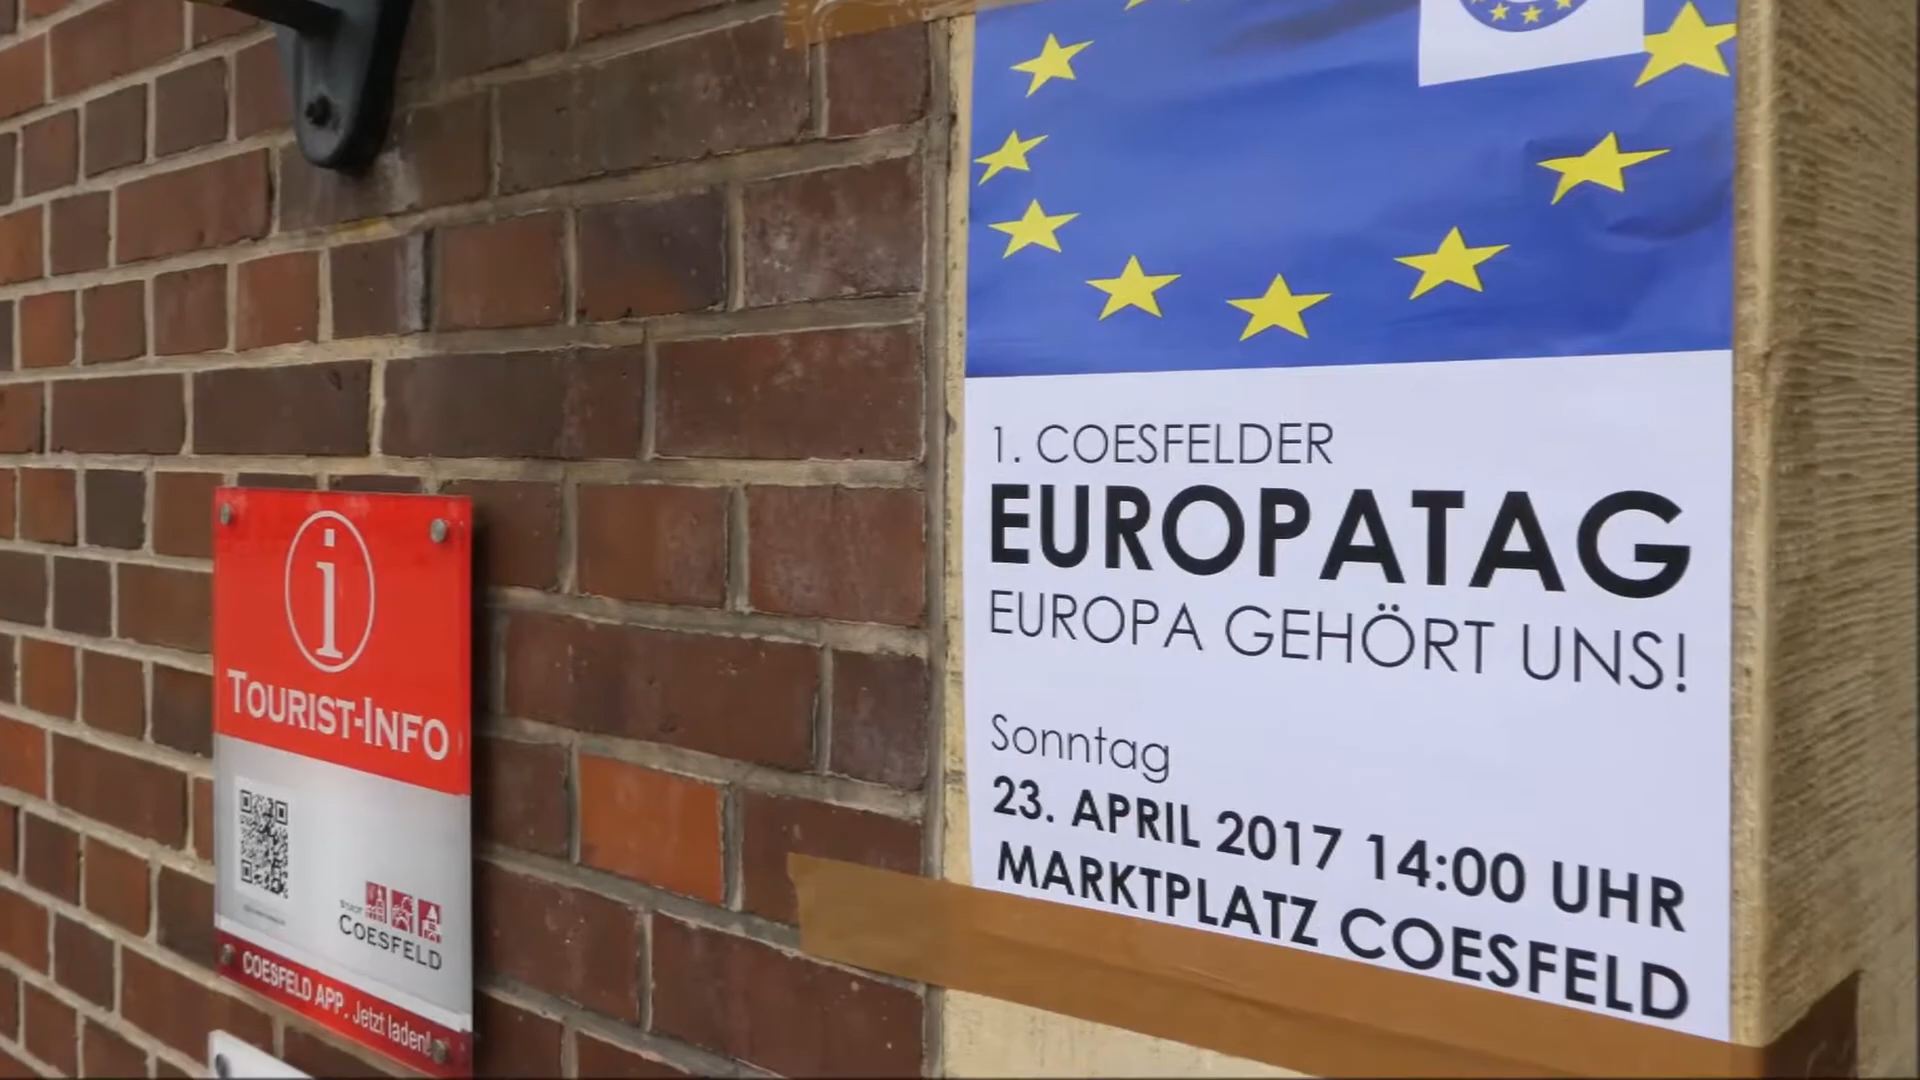 i
TOURIST-INFO
STADT
COESFELD
COESFELD APP. Jetzt laden!
1. COESFELDER
EUROPATAG
EUROPA GEHÖRT UNS!
Sonntag
23. APRIL 2017 14:00 UHR
MARKTPLATZ COESFELD